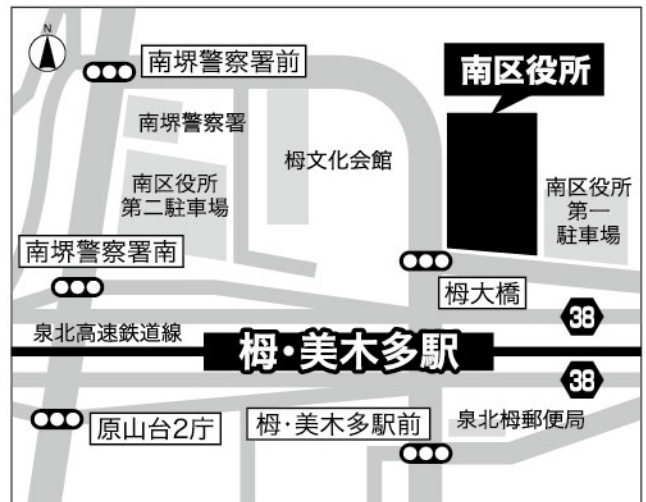 N
南堺警察署前
南区役所
南堺警察署
栂文化会館
南区役所
第二駐車場
南区役所
第一
駐車場
南堺警察署南
栂大橋
38
泉北高速鉄道線
栂・美木多駅
38
原山台2庁
栂・美木多駅前
泉北栂郵便局